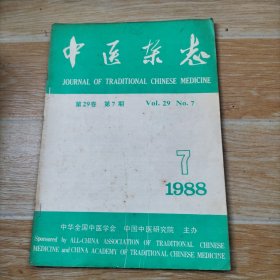 中医杂志
JOURNAL OF TRADITIONAL CHINESE MEDICINE
第29卷 第7期 Vol. 29 No. 7
7
1988
中华全国中医学会 中国中医研究院 主办
Sponsored by ALL-CHINA ASSOCIATION OF TRADITIONAL CHINESE
MEDICINE and CHINA ACADEMY OF TRADITIONAL CHINESE MEDICINE